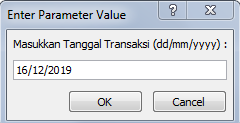 Enter Parameter Value
Masukkan Tanggal Transaksi (dd/mm/yyyy) :
16/12/2019
OK Cancel